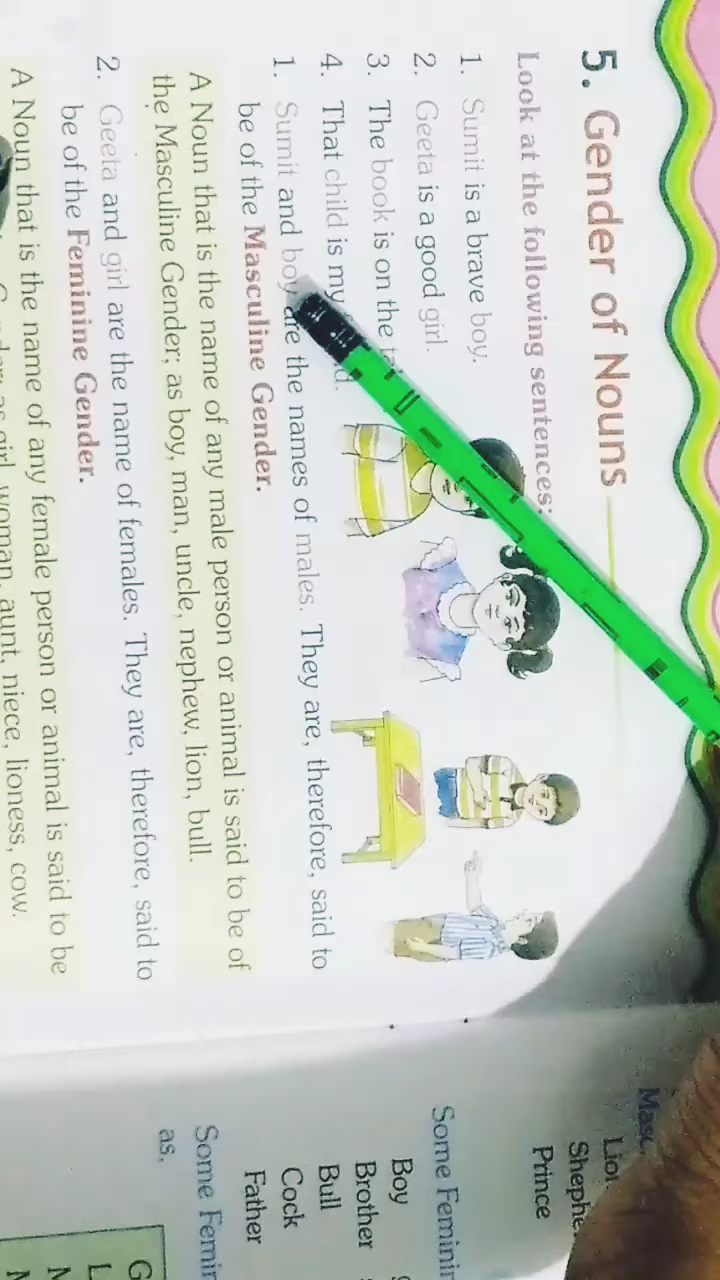 5. Gender of Nouns
Look at the following sentences:
1. Sumit is a brave boy.
2. Geeta is a good girl.
3. The book is on the
4. That child is my
1. Sumit and boy are the names of males. They are, therefore, said to
be of the Masculine Gender.
A Noun that is the name of any male person or animal is said to be of
the Masculine Gender; as boy, man, uncle, nephew, lion, bull.
2. Geeta and girl are the name of females. They are, therefore, said to
be of the Feminine Gender.
A Noun that is the name of any female person or animal is said to be
as girl, woman, aunt, niece, lioness, cow.
Prince
Some
Boy
Brother
Bull
Cock
Father
Some
as,